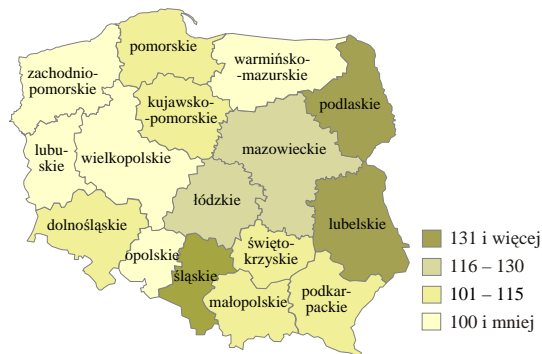 pomorskie
zachodnio-
pomorskie
warmińsko-
-mazurskie
kujawsko-
-pomorskie
podlaskie
lubu-
skie
wielkopolskie
mazowieckie
łódzkie
dolnośląskie
lubelskie
opolskie
śląskie
święto-
krzyskie
małopolskie
podkar-
packie
131 i więcej
116 – 130
101 – 115
100 i mniej